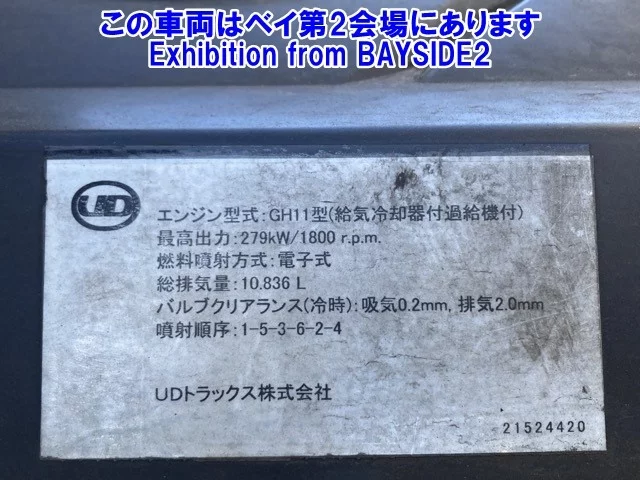 この車両はベイ第2会場にあります
Exhibition from BAYSIDE2
UD
エンジン型式:GH11型(給気冷却器付過給機付)
最高出力:279kW/1800 r.p.m.
燃料噴射方式:電子式
総排気量:10.836 L
バルブクリアランス(冷時):吸気0.2mm, 排気2.0mm
噴射順序:1-5-3-6-2-4
UDトラックス株式会社
21524420